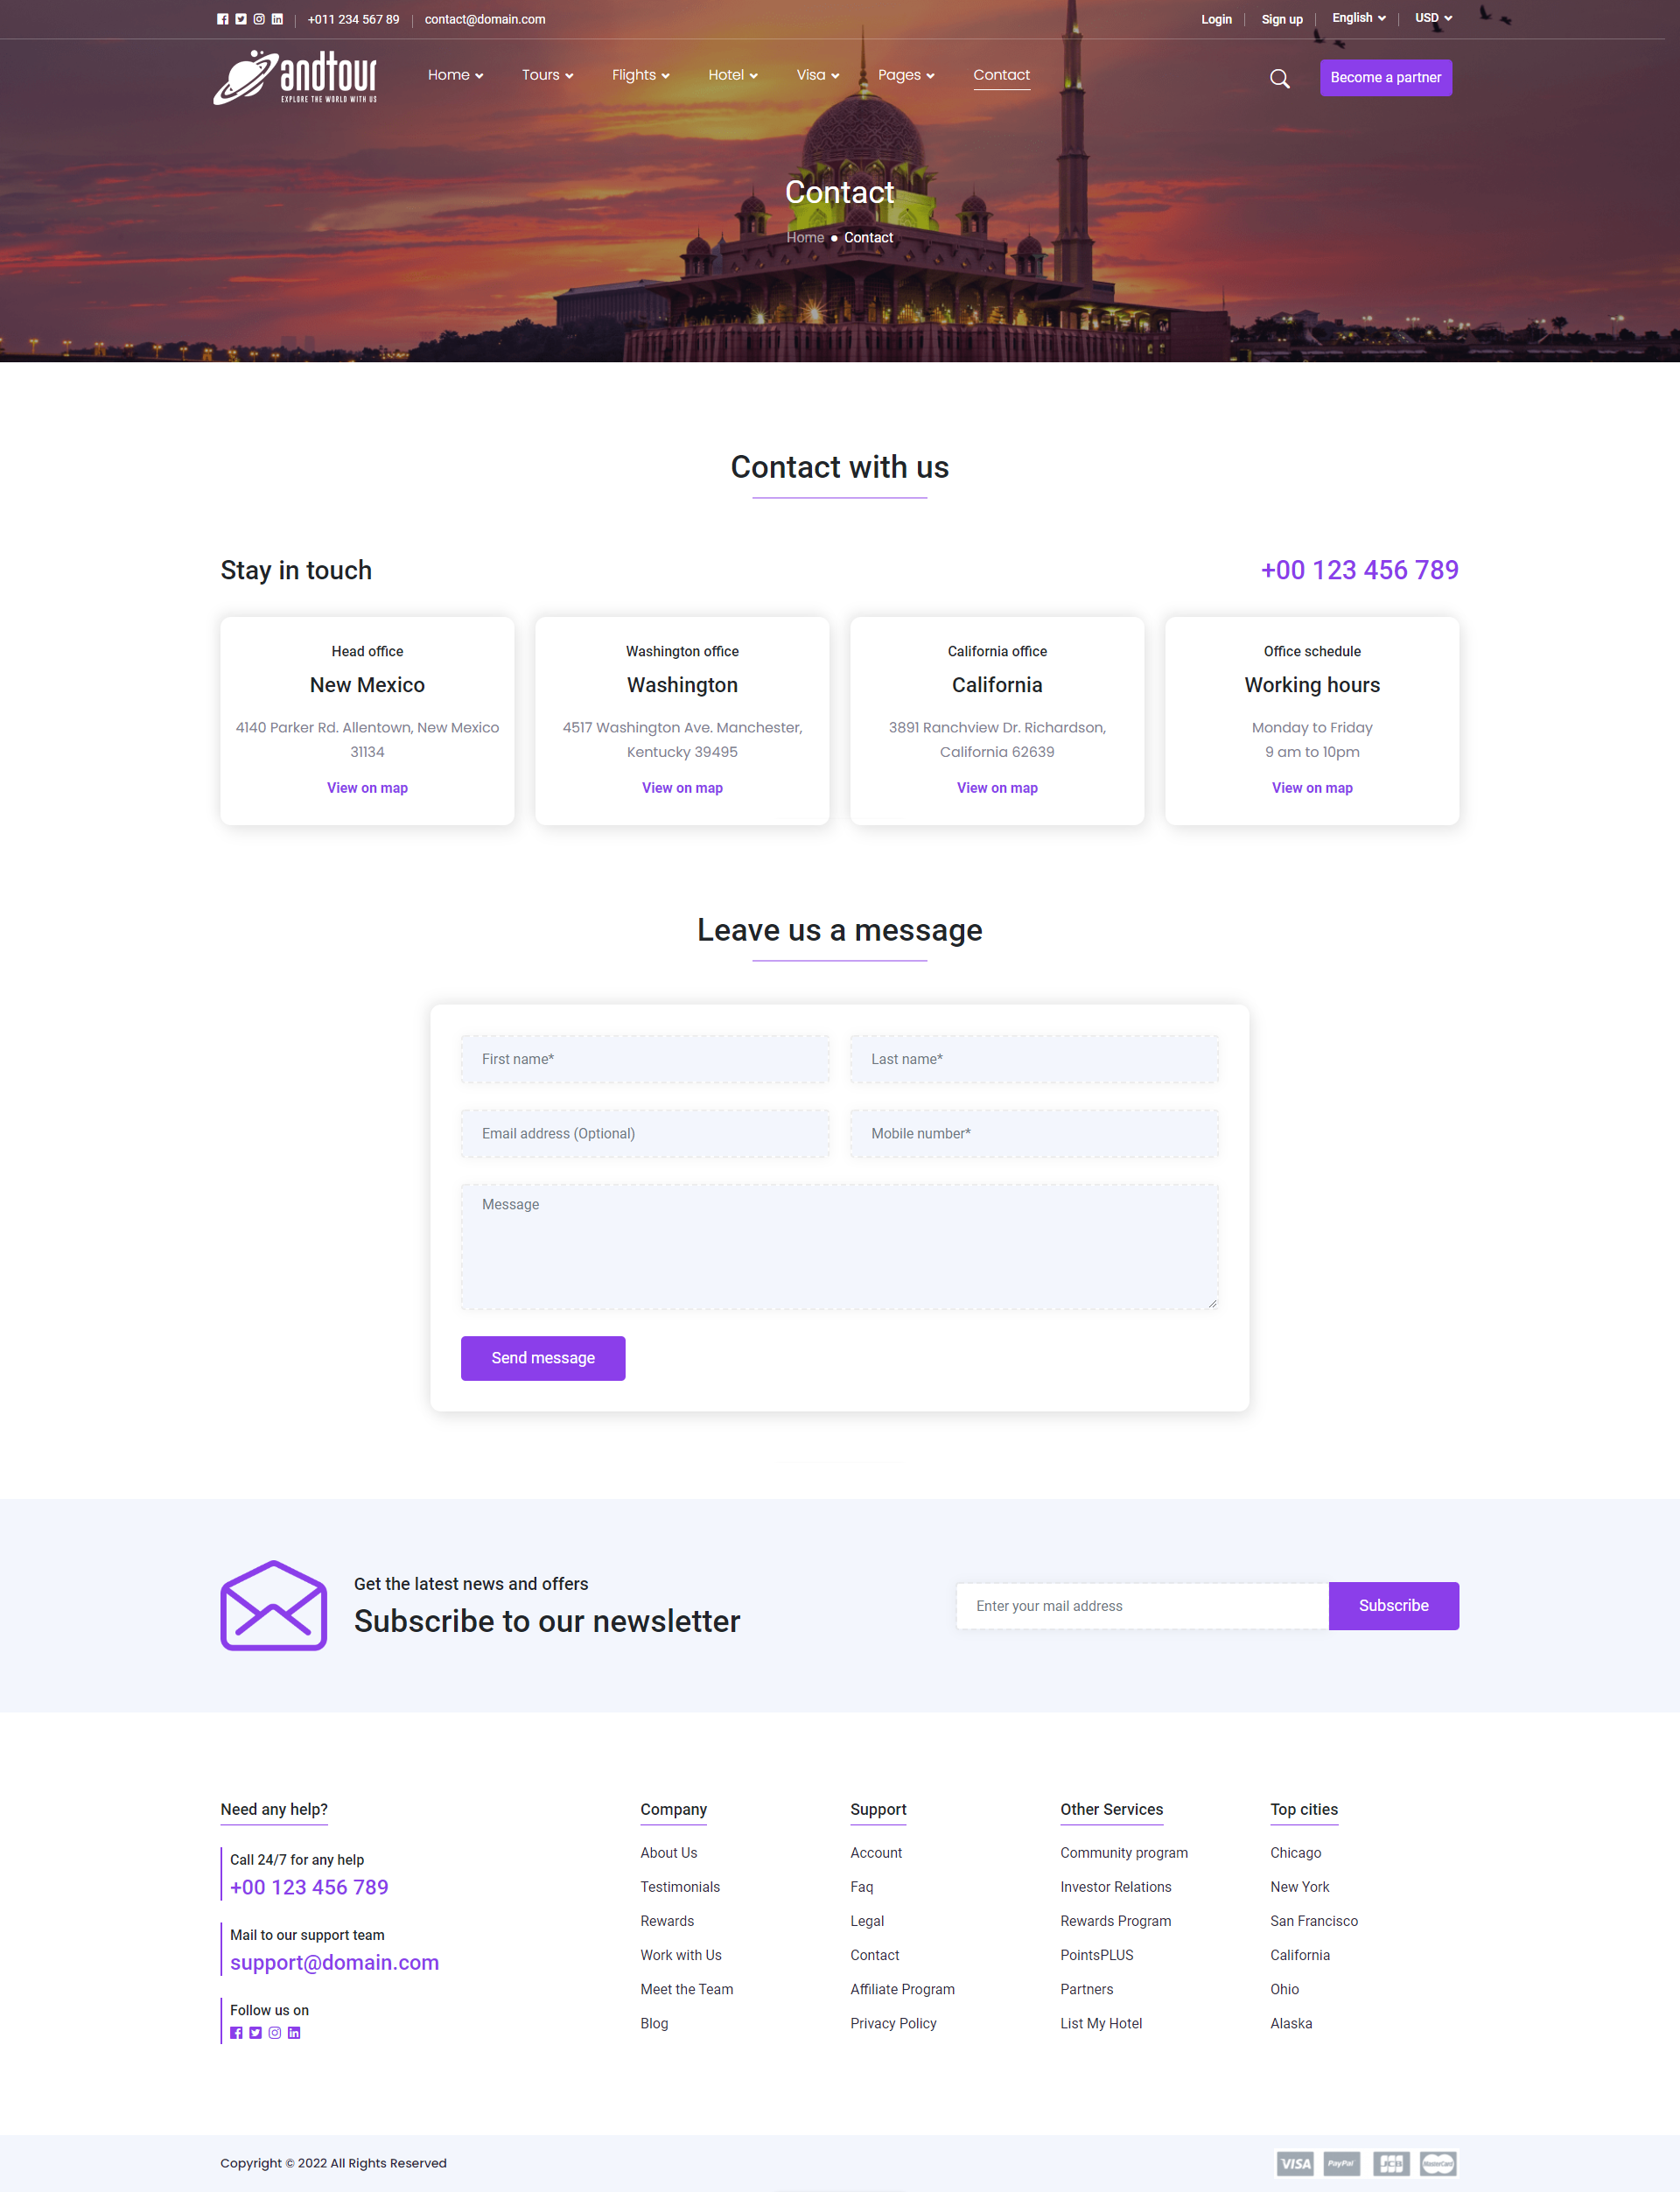 +011 234 567 89
contact@domain.com
Login
Sign up
English
USD
andtour
EXPLORE THE WORLD WITH US
Home
Tours
Flights
Hotel
Visa
Pages
Contact
Become a partner
Contact
Home
Contact
Contact with us
Stay in touch
+00 123 456 789
Head office
New Mexico
4140 Parker Rd. Allentown, New Mexico
31134
View on map
Washington office
Washington
4517 Washington Ave. Manchester,
Kentucky 39495
View on map
California office
California
3891 Ranchview Dr. Richardson,
California 62639
View on map
Office schedule
Working hours
Monday to Friday
9 am to 10pm
View on map
Leave us a message
First name*
Last name*
Email address (Optional)
Mobile number*
Message
Send message
Get the latest news and offers
Subscribe to our newsletter
Enter your mail address
Subscribe
Need any help?
Call 24/7 for any help
+00 123 456 789
Mail to our support team
support@domain.com
Follow us on
Company
About Us
Testimonials
Rewards
Work with Us
Meet the Team
Blog
Support
Account
Faq
Legal
Contact
Affiliate Program
Privacy Policy
Other Services
Community program
Investor Relations
Rewards Program
PointsPLUS
Partners
List My Hotel
Top cities
Chicago
New York
San Francisco
California
Ohio
Alaska
Copyright © 2022 All Rights Reserved
VISA
PayPal
JCB
MasterCard